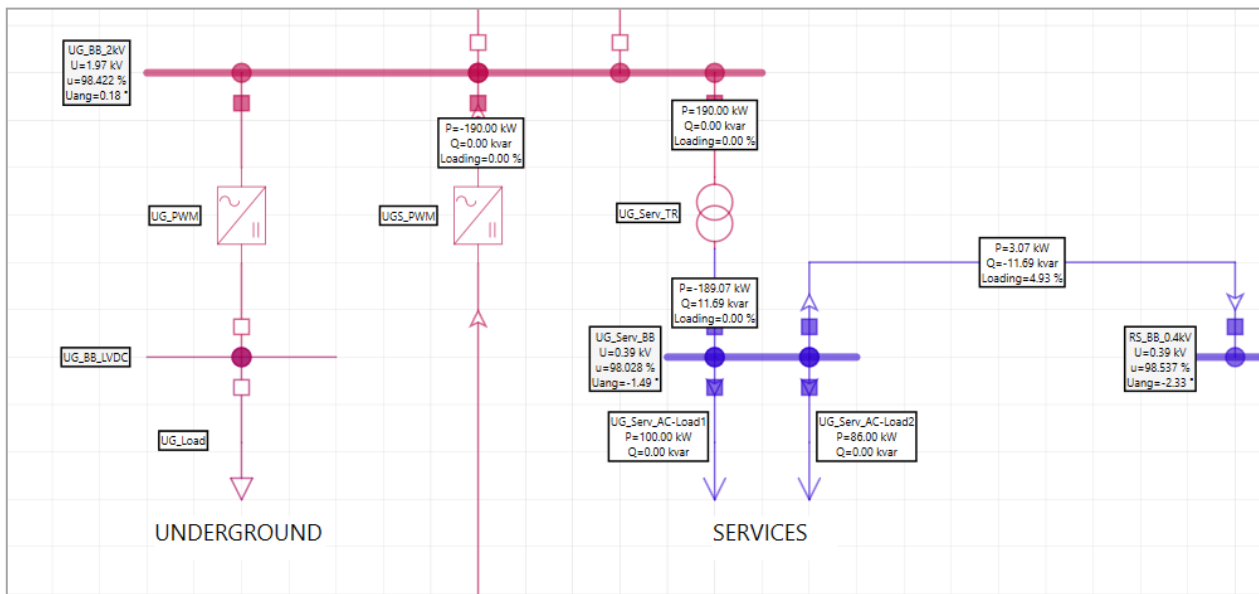 UG_BB_2kV
U=1.97 kV
u=98.422 %
Uang=0.18 °
P=-190.00 kW
Q=0.00 kvar
Loading=0.00 %
P=190.00 kW
Q=0.00 kvar
Loading=0.00 %
UG_PWM
UGS_PWM
UG_Serv_TR
P=3.07 kW
Q=-11.69 kvar
Loading=4.93 %
P=-189.07 kW
Q=11.69 kvar
Loading=0.00 %
UG_BB_LVDC
UG_Serv_BB
U=0.39 kV
u=98.028 %
Uang=-1.49 °
RS_BB_0.4kV
U=0.39 kV
u=98.537 %
Uang=-2.33 °
UG_Load
UG_Serv_AC-Load1
P=100.00 kW
Q=0.00 kvar
UG_Serv_AC-Load2
P=86.00 kW
Q=0.00 kvar
UNDERGROUND
SERVICES